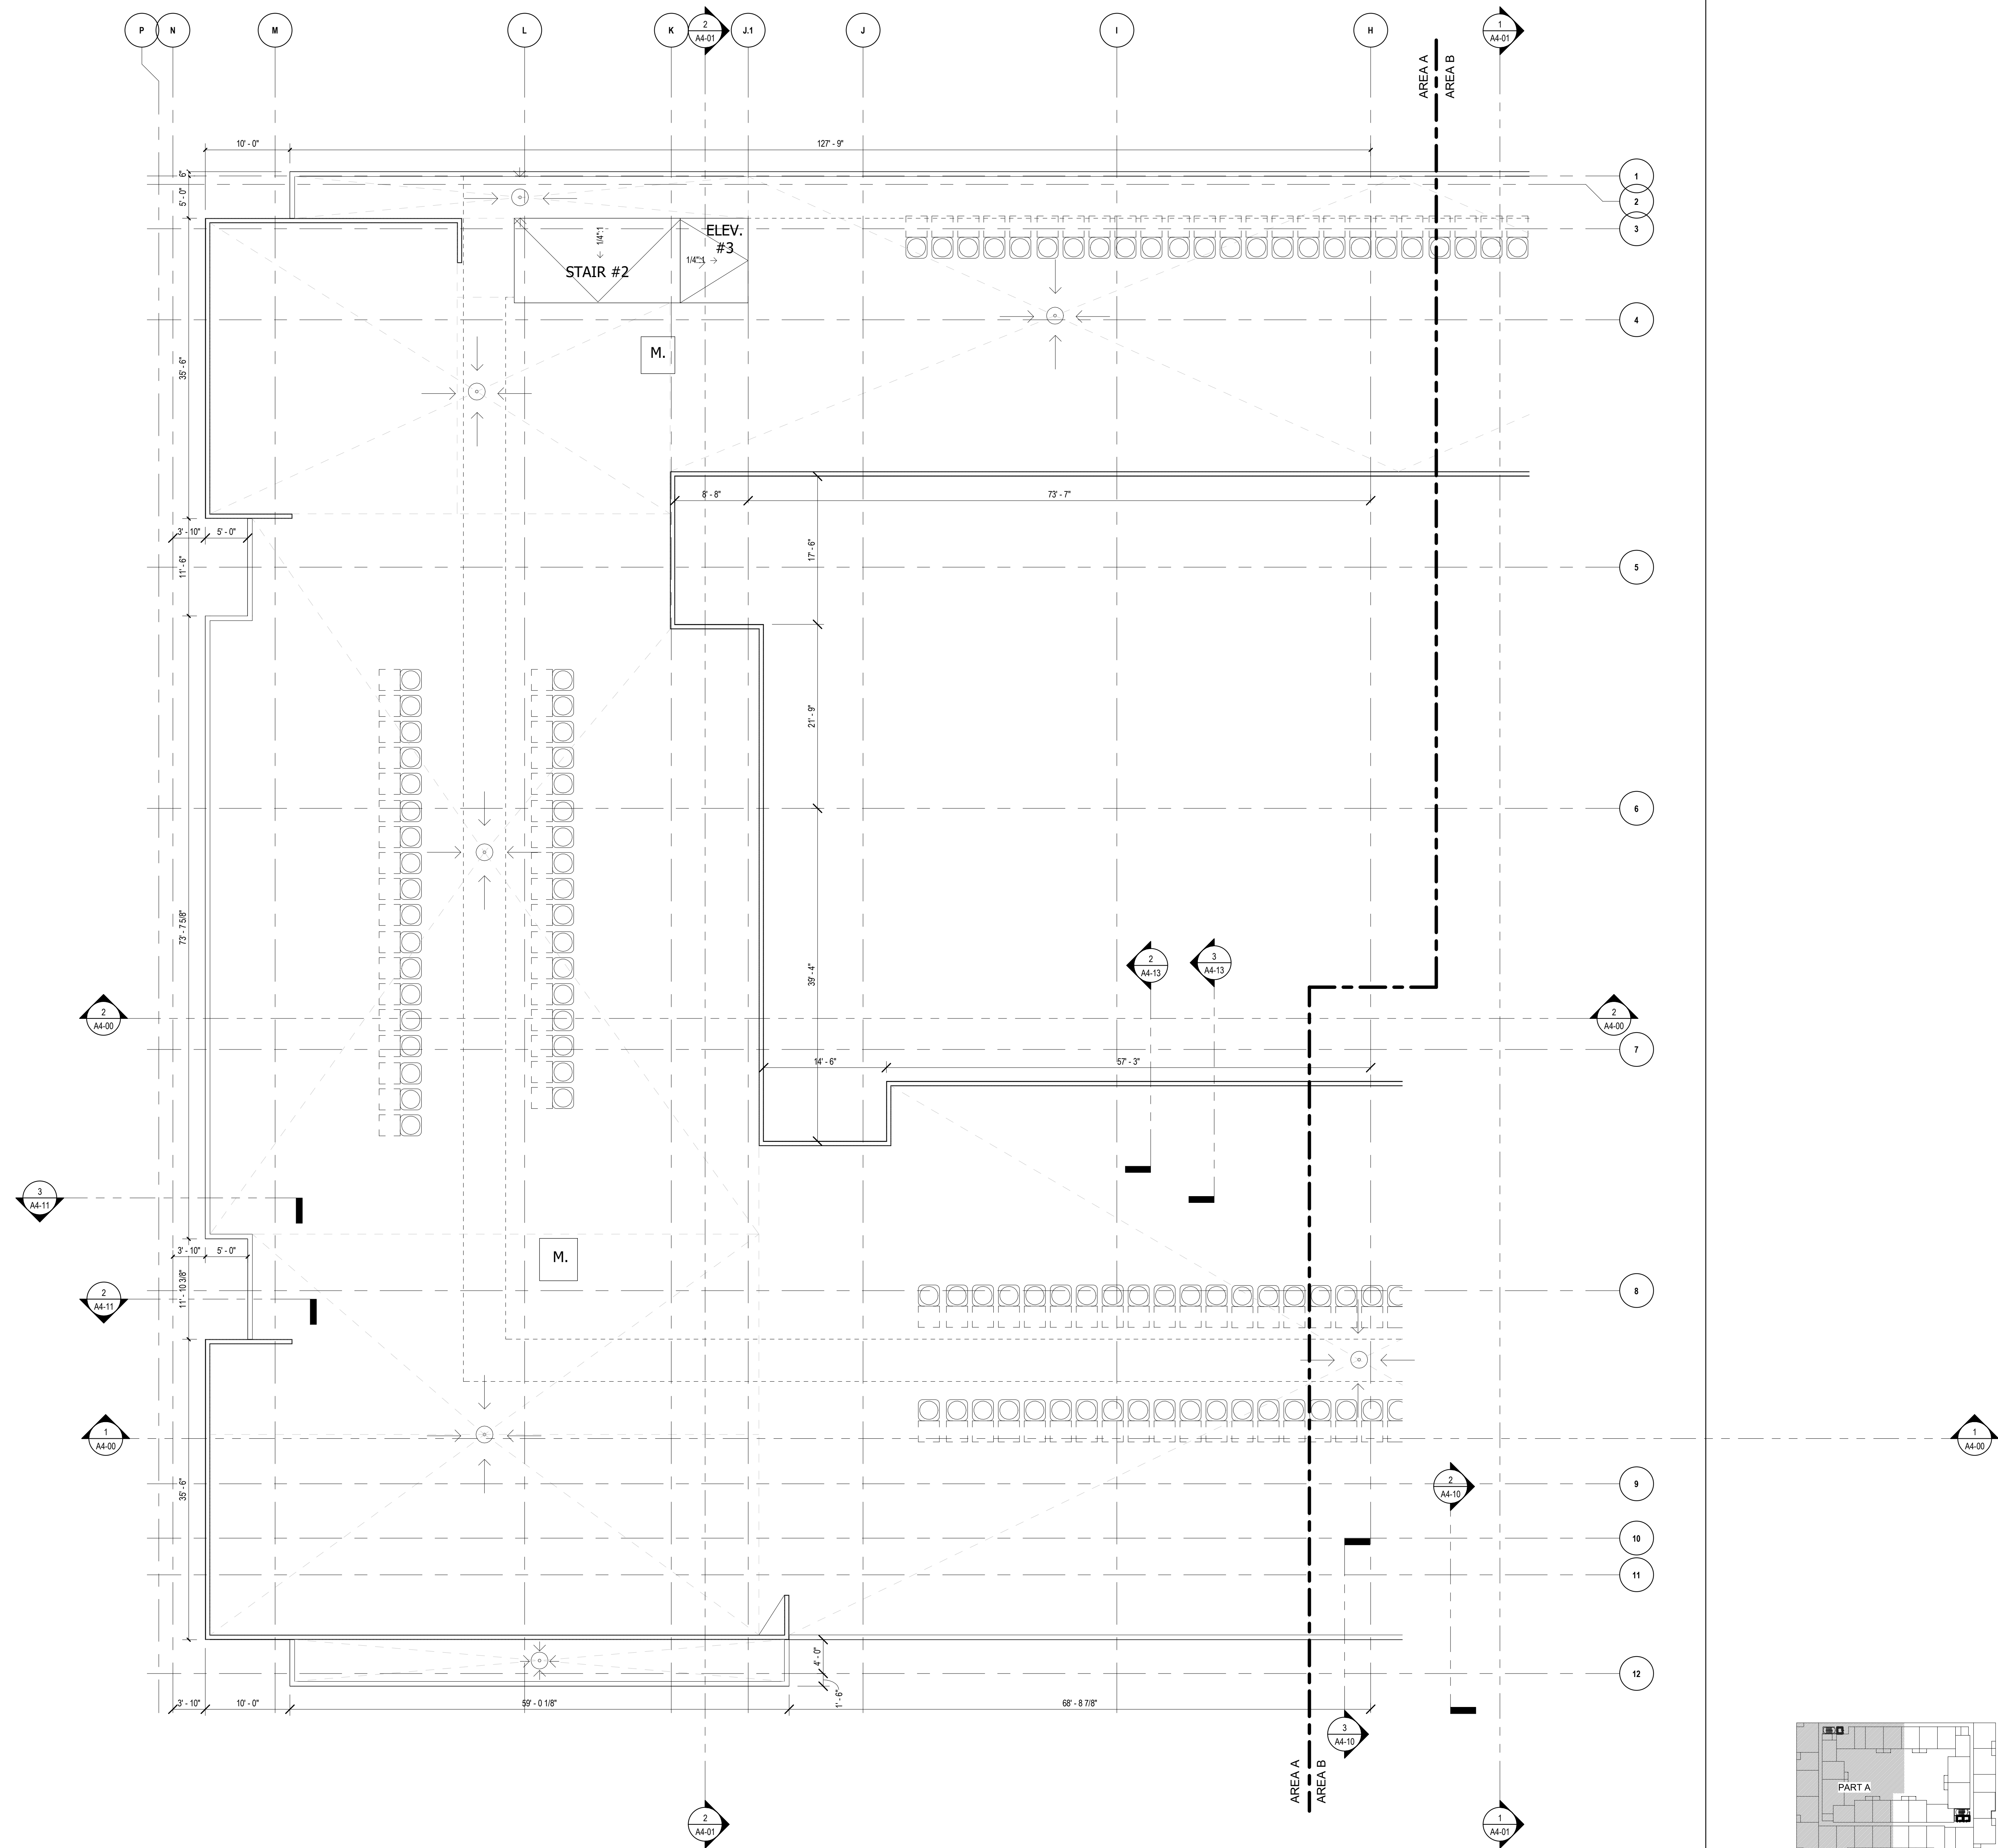 P
N
M
L
K
2
A4-01
J.1
J
I
H
1
A4-01
AREA A
AREA B
10' - 0"
127' - 9"
6"
5' - 0"
1
2
3
1/4":1
STAIR #2
ELEV.
#3
1/4":1
4
M.
35' - 6"
8' - 8"
73' - 7"
3' - 10"
5' - 0"
11' - 6"
17' - 6"
5
21' - 9"
6
73' - 7 5/8"
39' - 4"
2
A4-13
3
A4-13
2
A4-00
2
A4-00
7
14' - 6"
57' - 3"
3
A4-11
3' - 10"
5' - 0"
M.
11' - 10 3/8"
2
A4-11
8
1
A4-00
1
A4-00
35' - 6"
2
A4-10
9
10
11
4' - 0"
12
1' - 6"
3' - 10"
10' - 0"
59' - 0 1/8"
68' - 8 7/8"
3
A4-10
AREA A
AREA B
PART A
2
A4-01
1
A4-01